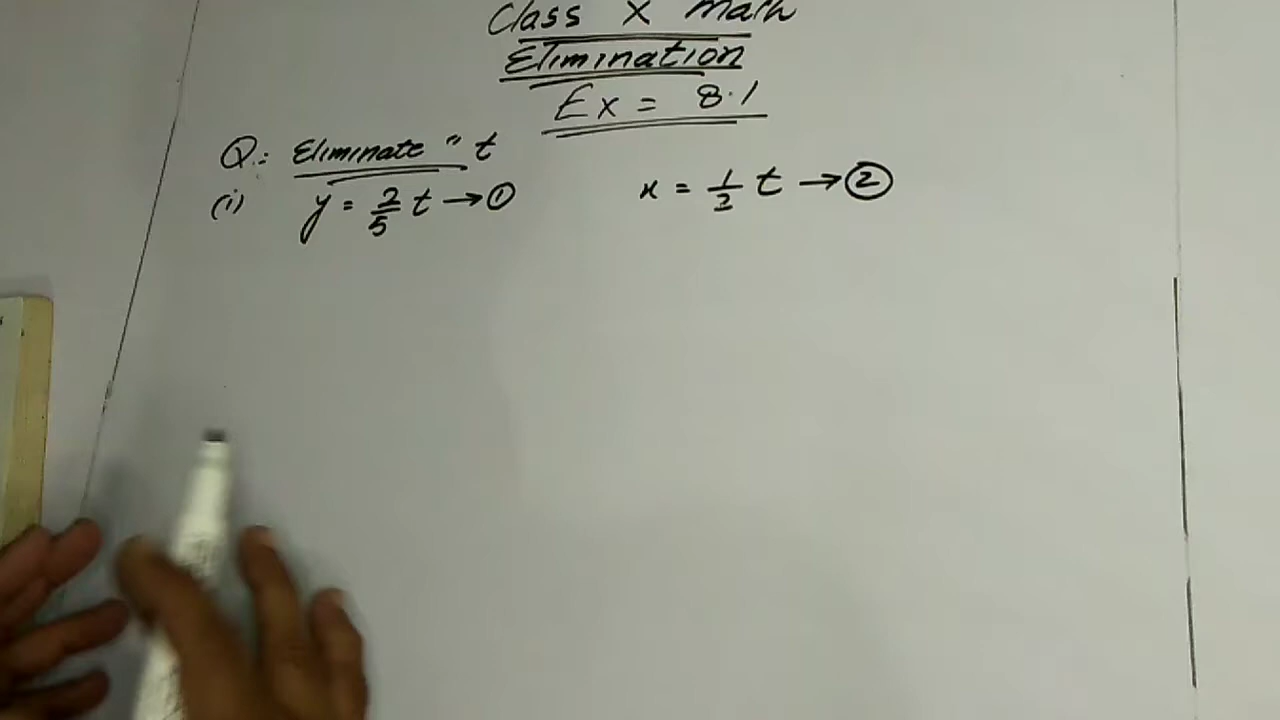 Class X Math
Elimination
Ex = 8.1
Q: Eliminate " t
(i) y = 2/5 t → ① x = 1/2 t → ②